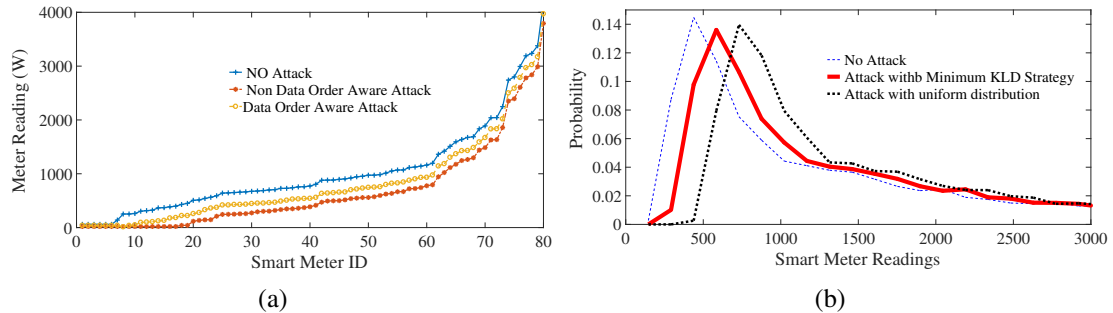 4000
3000
2000
1000
0
Meter Reading (W)
NO Attack
Non Data Order Aware Attack
Data Order Aware Attack
0 10 20 30 40 50 60 70 80
Smart Meter ID
(a)
0.14
0.12
0.1
0.08
0.06
0.04
0.02
0
Probability
No Attack
Attack withb Minimum KLD Strategy
Attack with uniform distribution
0 500 1000 1500 2000 2500 3000
Smart Meter Readings
(b)